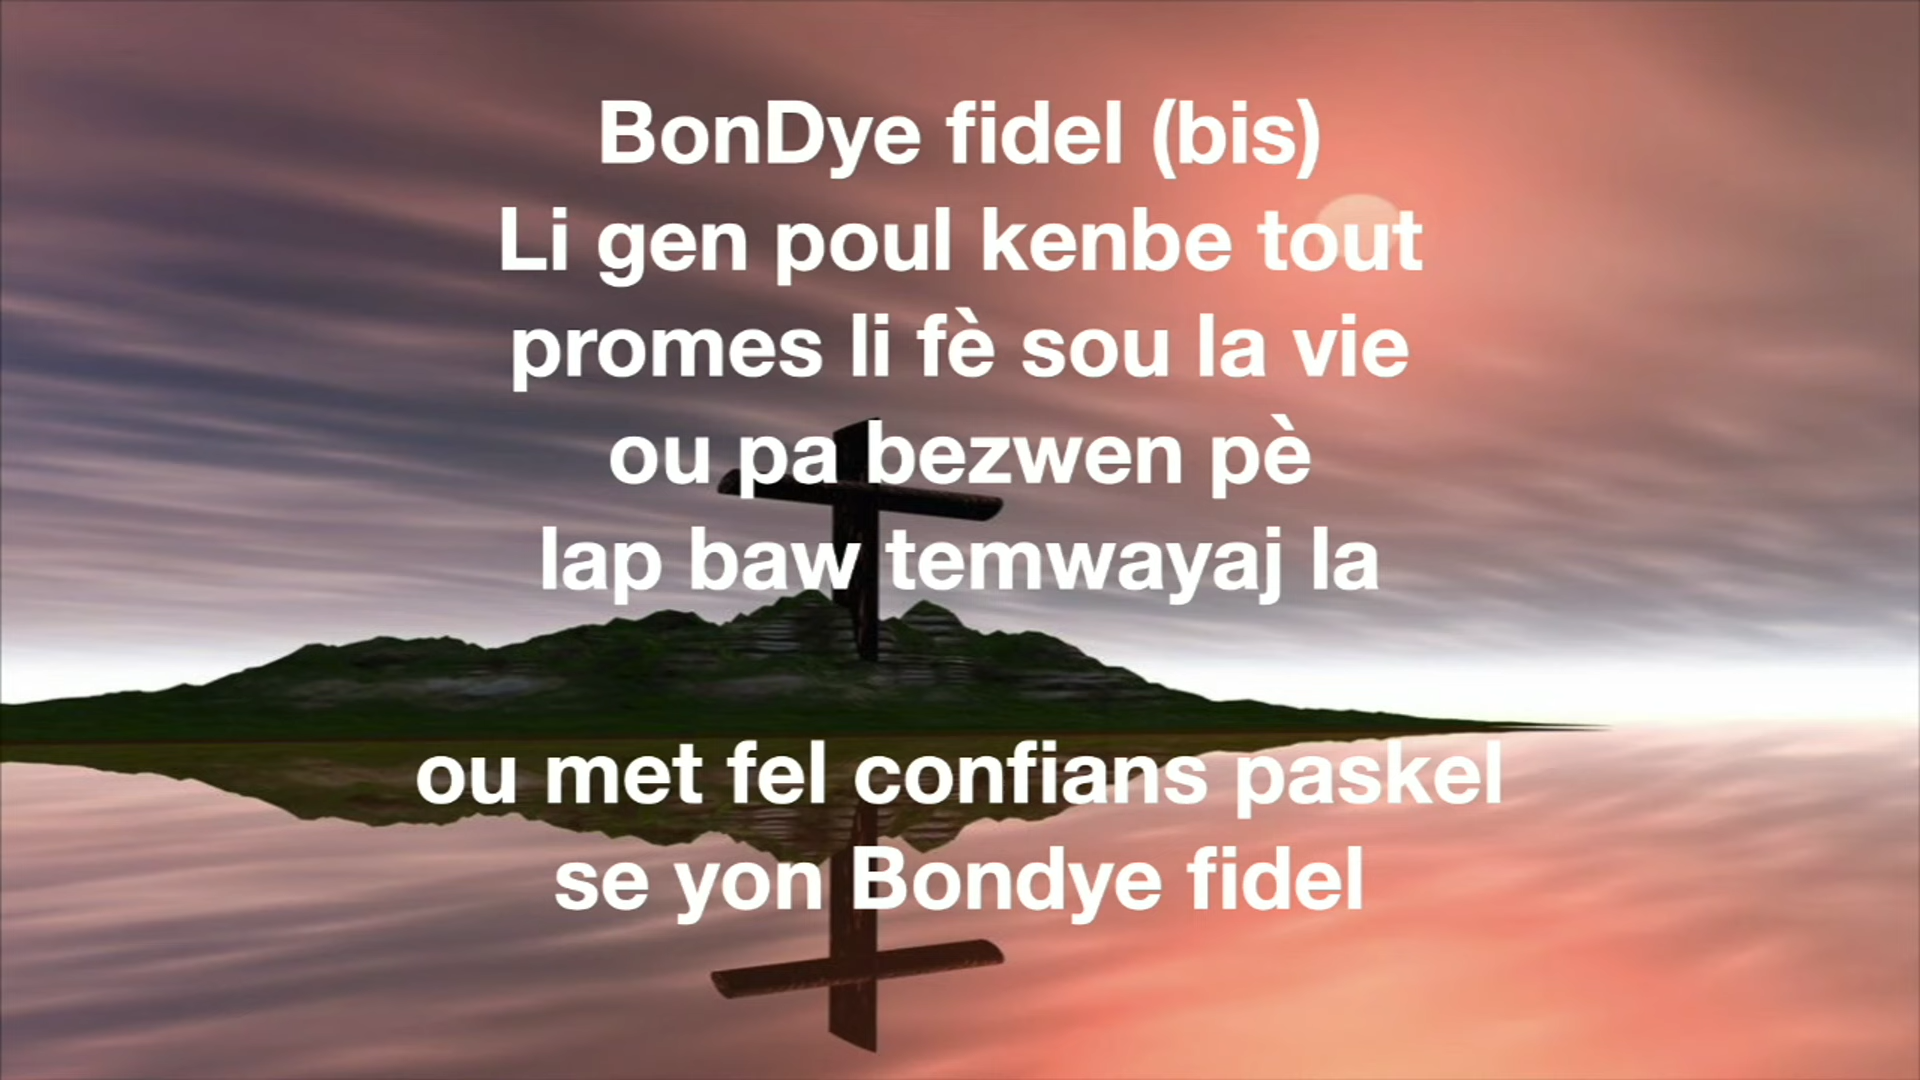 BonDye fidel (bis)
Li gen poul kenbe tout
promes li fè sou la vie
ou pa bezwen pè
lap baw temwayaj la
ou met fel confians paskel
se yon Bondye fidel